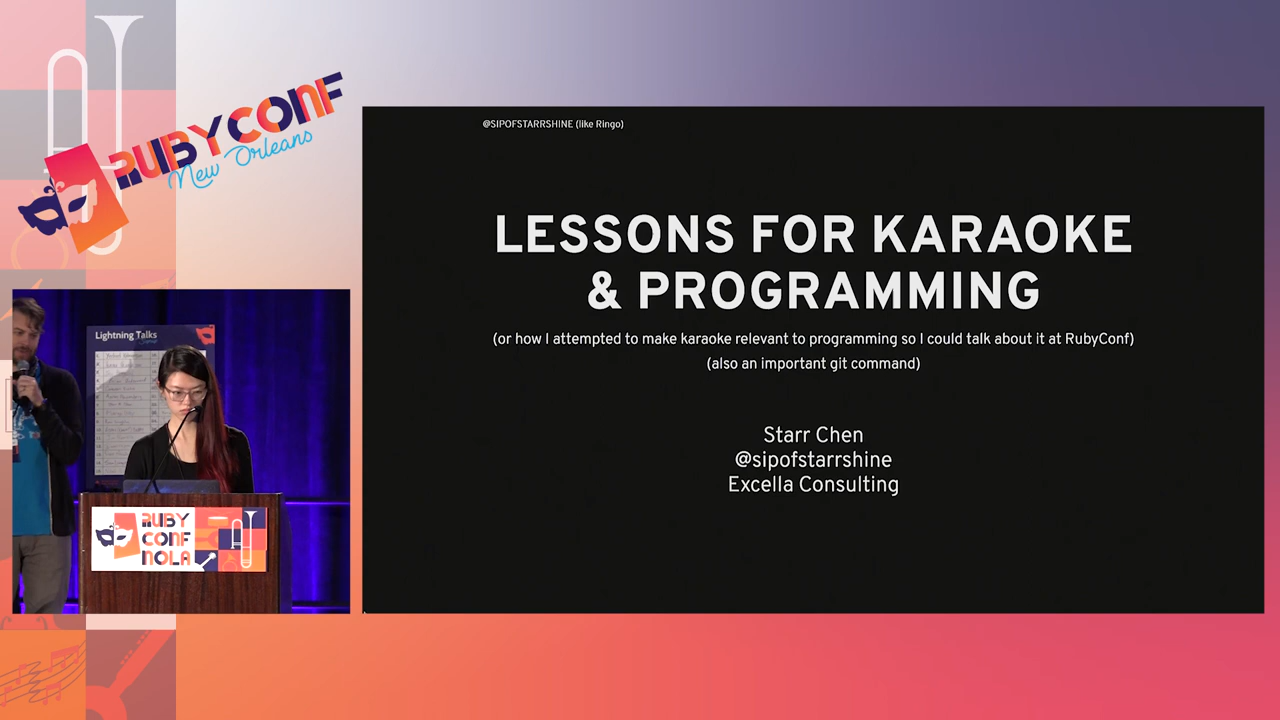 RUBYCONF
New Orleans
@SIPOFSTARRSHINE (like Ringo)
LESSONS FOR KARAOKE
& PROGRAMMING
(or how I attempted to make karaoke relevant to programming so I could talk about it at RubyConf)
(also an important git command)
Starr Chen
@sipofstarrshine
Excella Consulting
Lightning Talks
RUBY
CONF
NOLA